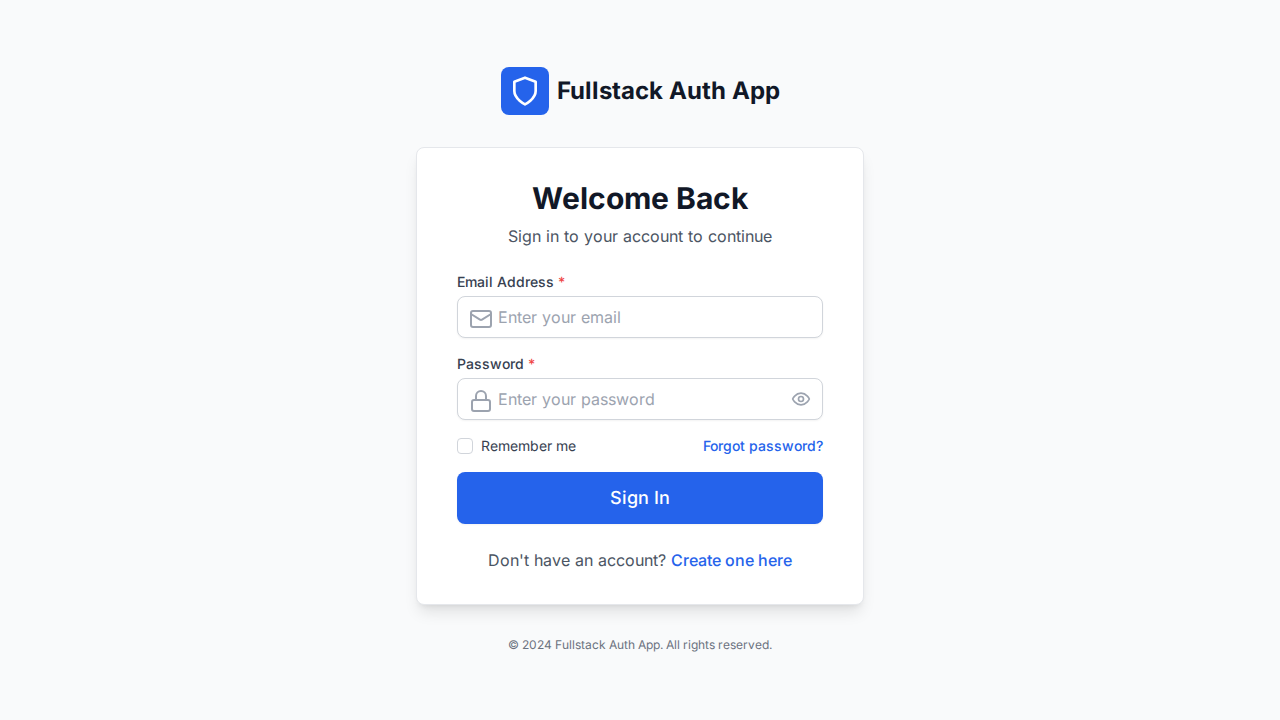 Fullstack Auth App
Welcome Back
Sign in to your account to continue
Email Address *
Enter your email
Password *
Enter your password
Remember me
Forgot password?
Sign In
Don't have an account? Create one here
© 2024 Fullstack Auth App. All rights reserved.